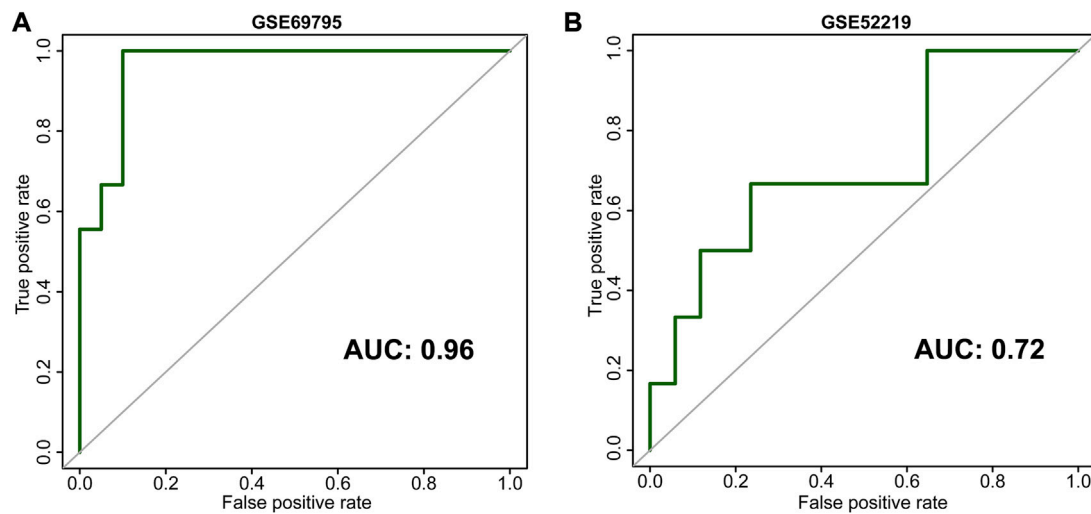 A
GSE69795
1.0
0.8
0.6
0.4
0.2
0.0
True positive rate
AUC: 0.96
0.0 0.2 0.4 0.6 0.8 1.0
False positive rate
B
GSE52219
1.0
0.8
0.6
0.4
0.2
0.0
True positive rate
AUC: 0.72
0.0 0.2 0.4 0.6 0.8 1.0
False positive rate